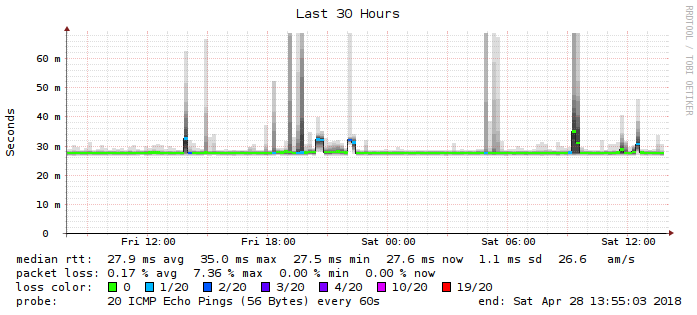 Last 30 Hours
RRDTOOL / TOBI OETIKER
Seconds
60 m
50 m
40 m
30 m
20 m
10 m
0
Fri 12:00 Fri 18:00 Sat 00:00 Sat 06:00 Sat 12:00
median rtt: 27.9 ms avg 35.0 ms max 27.5 ms min 27.6 ms now 1.1 ms sd 26.6 am/s
packet loss: 0.17 % avg 7.36 % max 0.00 % min 0.00 % now
loss color: 0 1/20 2/20 3/20 4/20 10/20 19/20
probe: 20 ICMP Echo Pings (56 Bytes) every 60s end: Sat Apr 28 13:55:03 2018